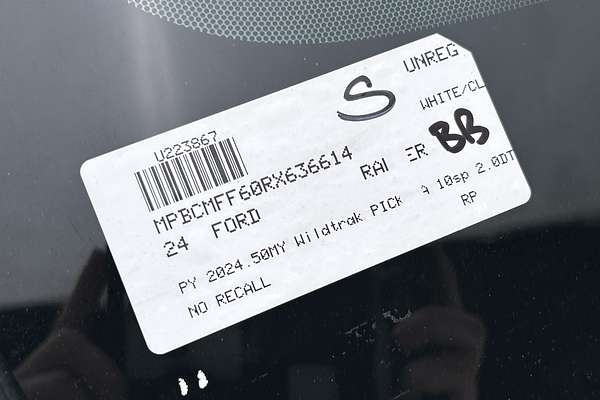 UNREG
S
WHITE/CL
U223867
BB
MPBCMFF60RX636614
24 FORD RA ER
PY 2024.50MY Wildtrak PICK A 10sp 2.0DT
RP
NO RECALL